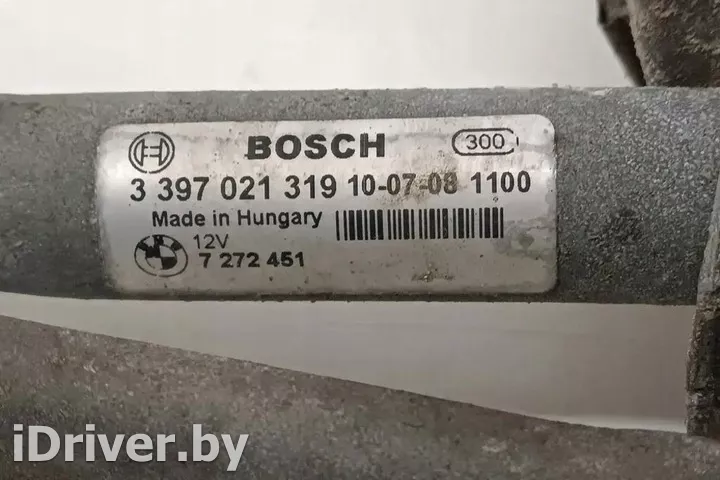 BOSCH 300
3 397 021 319 10-07-08 1100
Made in Hungary
12V
7 272 451
iDriver.by